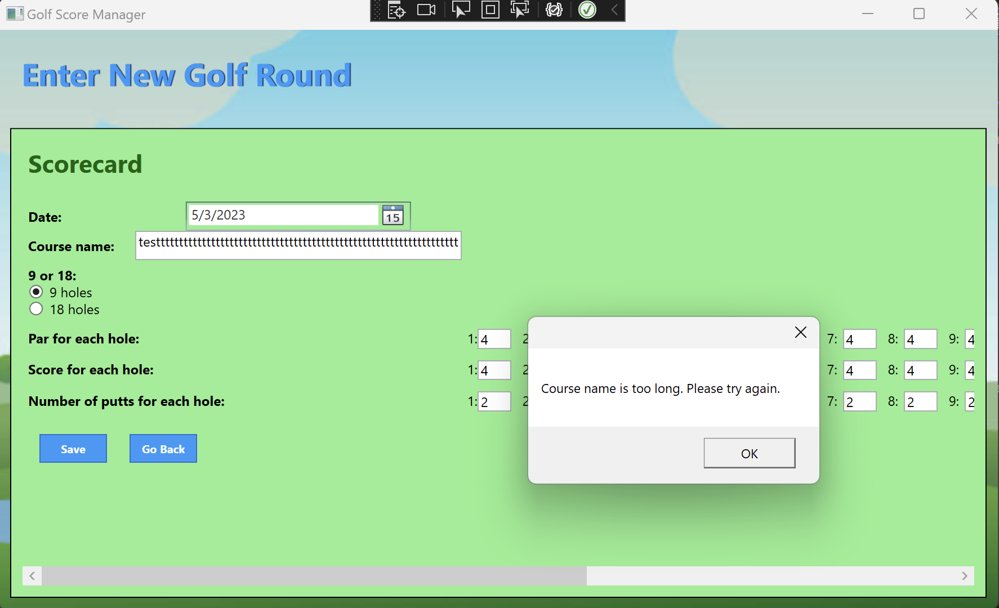 Golf Score Manager
Enter New Golf Round
Scorecard
Date: 5/3/2023 15
Course name: testttttttttttttttttttttttttttttttttttttttttttttttttttttttttttttttttt
9 or 18:
9 holes
18 holes
Par for each hole: 1: 4 2 7: 4 8: 4 9: 4
Score for each hole: 1: 4 2 7: 4 8: 4 9: 4
Number of putts for each hole: 1: 2 2 7: 2 8: 2 9: 2
Course name is too long. Please try again.
OK
Save Go Back